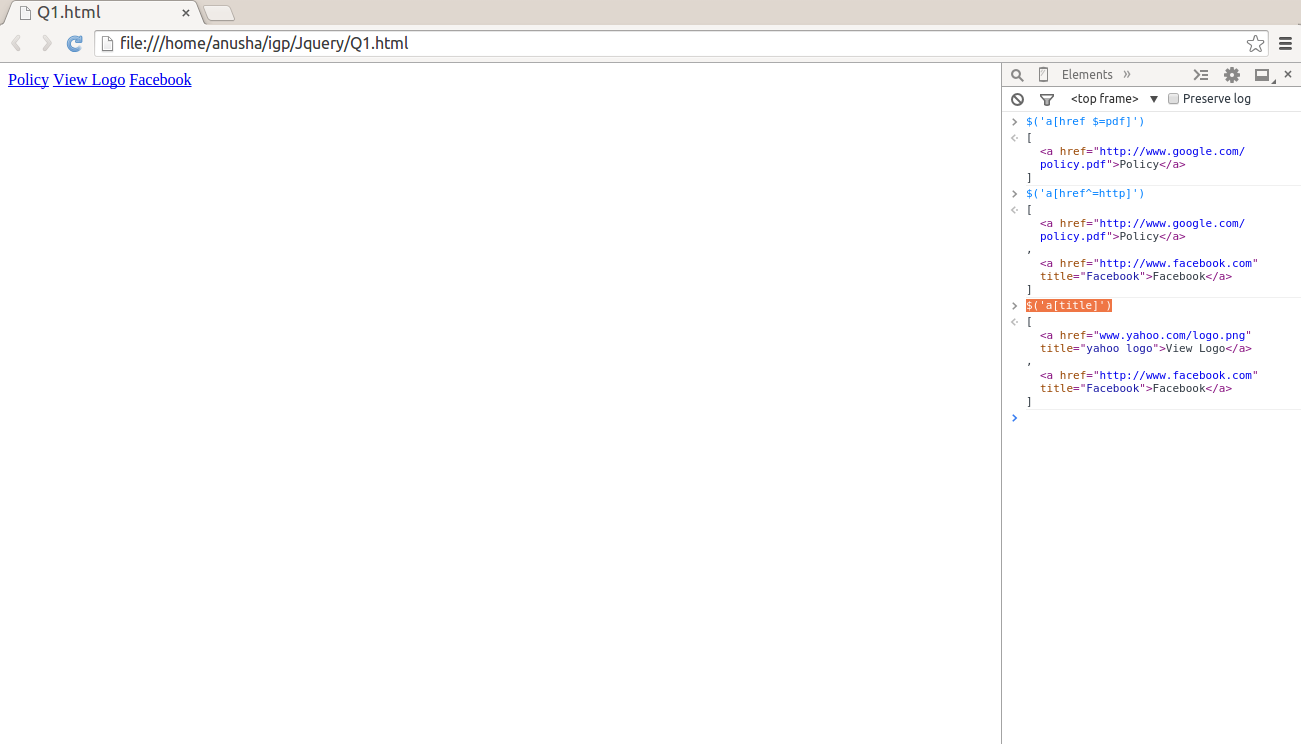 Q1.html
file:///home/anusha/igp/Jquery/Q1.html
Policy View Logo Facebook
Elements »
<top frame> ▼ Preserve log
> $('a[href $=pdf]')
[
<a href="http://www.google.com/
policy.pdf">Policy</a>
]
> $('a[href^=http]')
[
<a href="http://www.google.com/
policy.pdf">Policy</a>
,
<a href="http://www.facebook.com"
title="Facebook">Facebook</a>
]
> $('a[title]')
[
<a href="www.yahoo.com/logo.png"
title="yahoo logo">View Logo</a>
,
<a href="http://www.facebook.com"
title="Facebook">Facebook</a>
]
>